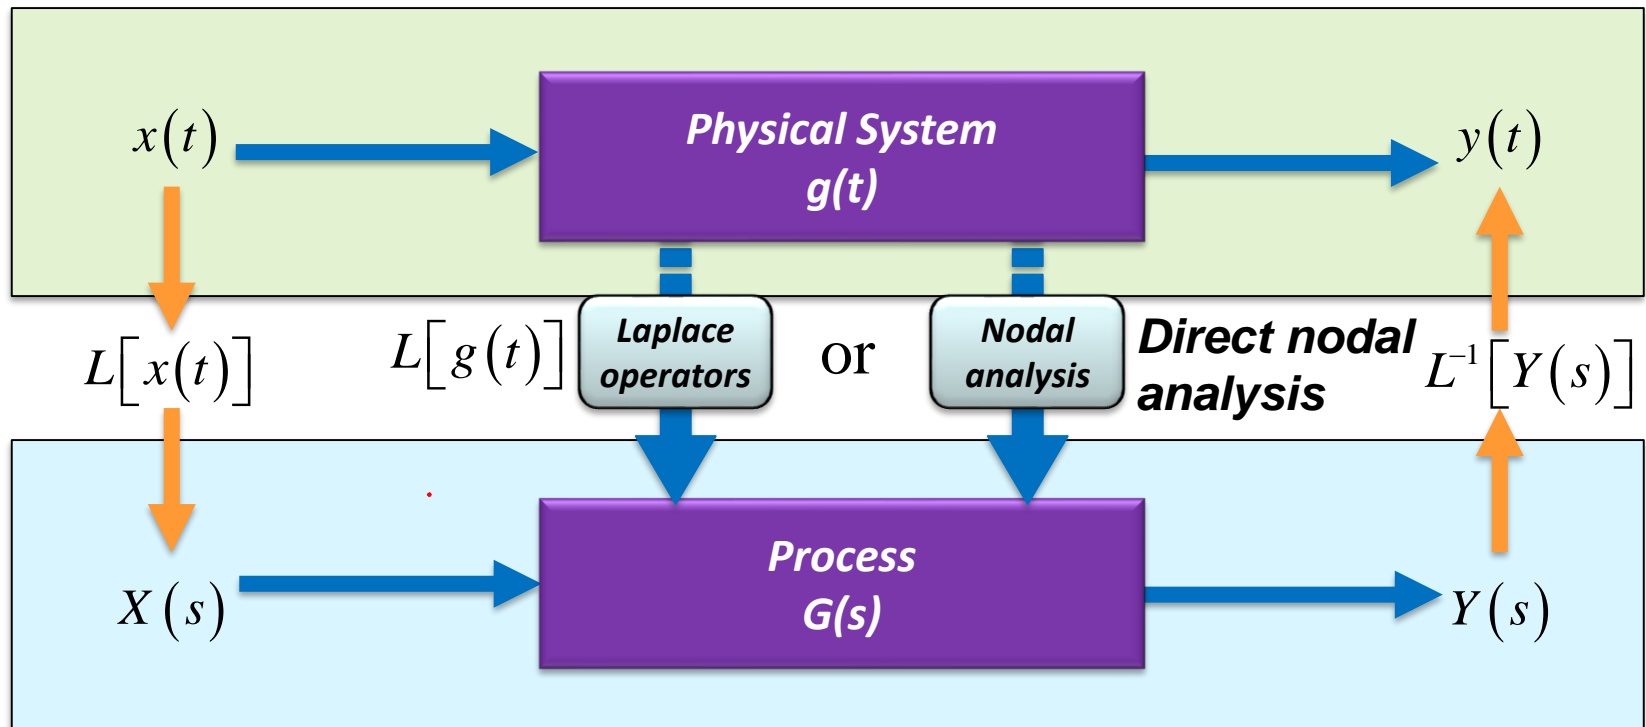 Physical System
g(t)
x(t)
y(t)
L[x(t)]
L[g(t)]
Laplace
operators
or
Nodal
analysis
Direct nodal
analysis
L⁻¹[Y(s)]
Process
G(s)
X(s)
Y(s)